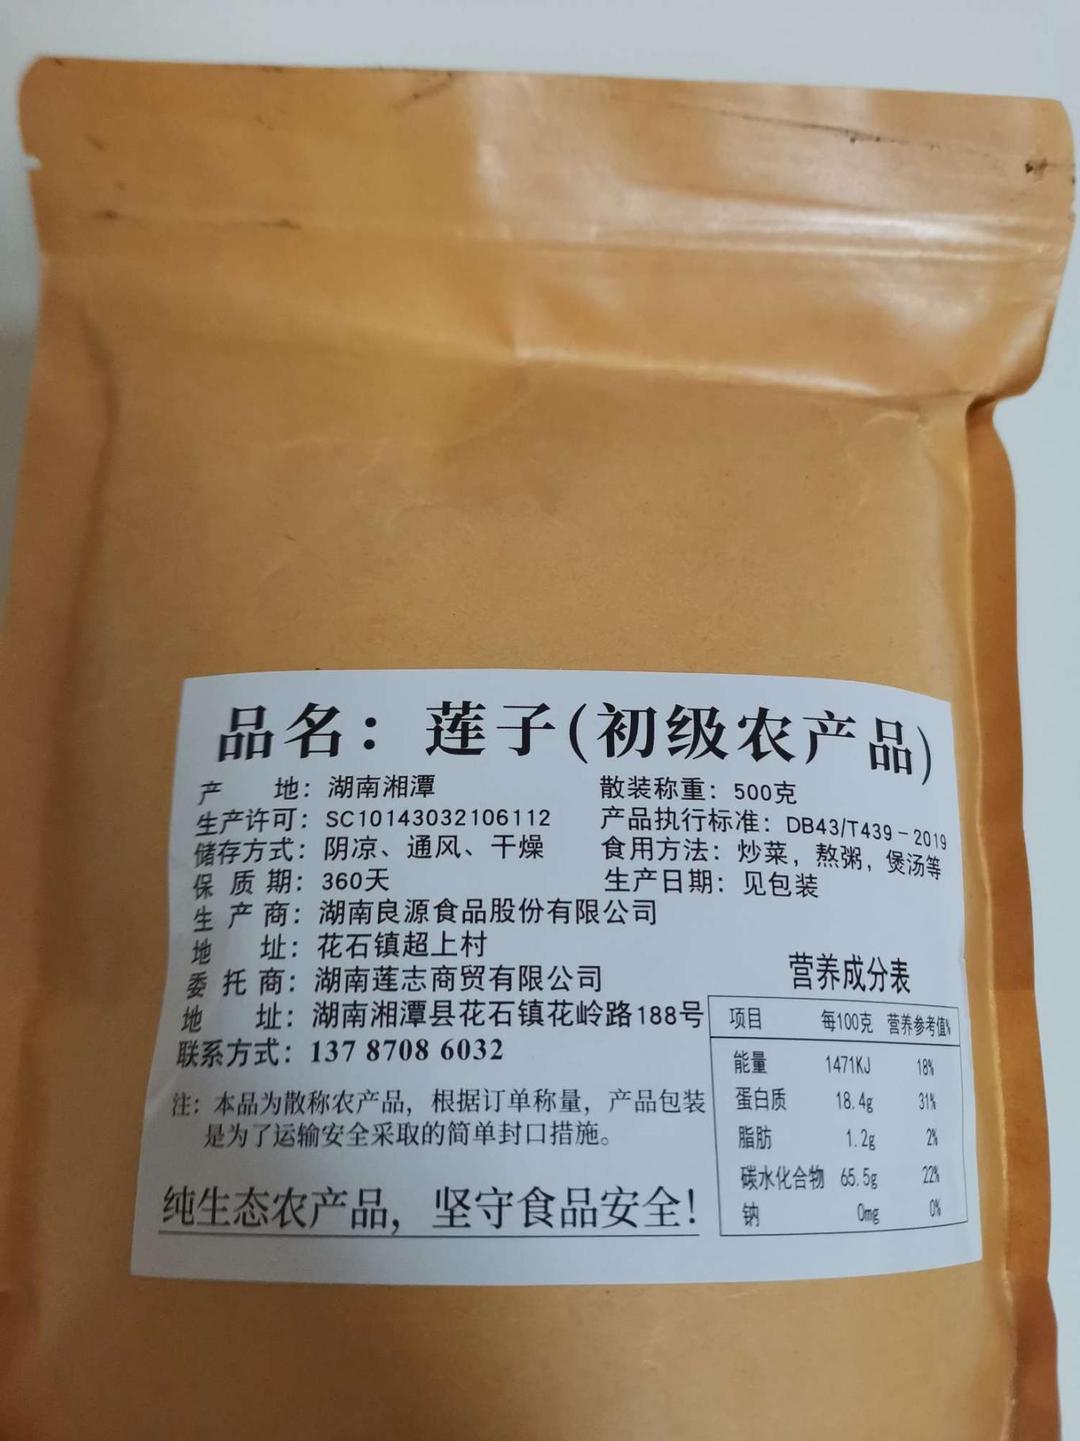 品名：莲子(初级农产品)
产 地：湖南湘潭 散装称重：500克
生产许可：SC10143032106112 产品执行标准：DB43/T439-2019
储存方式：阴凉、通风、干燥 食用方法：炒菜，熬粥，煲汤等
保质期：360天 生产日期：见包装
生产商：湖南良源食品股份有限公司
地 址：花石镇超上村
委托商：湖南莲志商贸有限公司
地 址：湖南湘潭县花石镇花岭路188号
联系方式：137 8708 6032
注：本品为散称农产品，根据订单称量，产品包装
是为了运输安全采取的简单封口措施。
纯生态农产品，坚守食品安全！
营养成分表
项目 每100克 营养参考值%
能量 1471KJ 18%
蛋白质 18.4g 31%
脂肪 1.2g 2%
碳水化合物 65.5g 22%
钠 0mg 0%